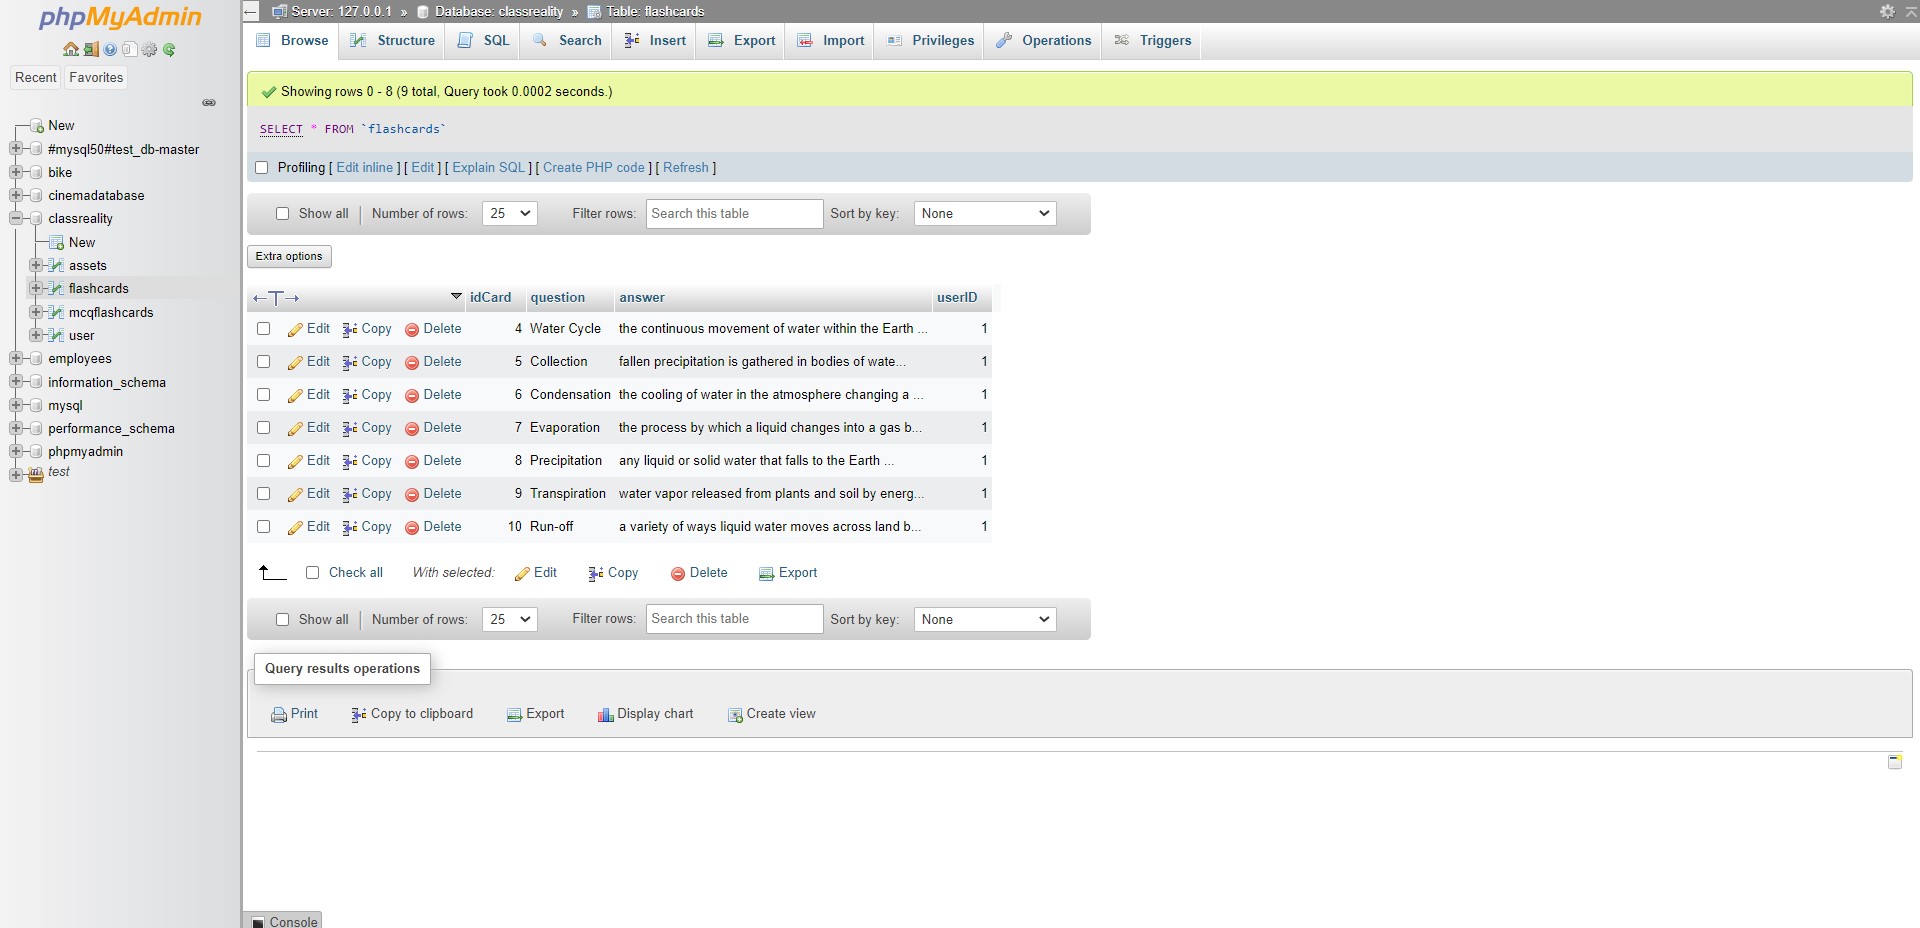 phpMyAdmin
Recent Favorites
New
#mysql50#test_db-master
bike
cinemadatabase
classreality
New
assets
flashcards
mcqflashcards
user
employees
information_schema
mysql
performance_schema
phpmyadmin
test
Server: 127.0.0.1 » Database: classreality » Table: flashcards
Browse Structure SQL Search Insert Export Import Privileges Operations Triggers
Showing rows 0 - 8 (9 total, Query took 0.0002 seconds.)
SELECT * FROM `flashcards`
Profiling [ Edit inline ] [ Edit ] [ Explain SQL ] [ Create PHP code ] [ Refresh ]
Show all Number of rows: 25 Filter rows: Search this table Sort by key: None
Extra options
←T→ idCard question answer userID
Edit Copy Delete 4 Water Cycle the continuous movement of water within the Earth ... 1
Edit Copy Delete 5 Collection fallen precipitation is gathered in bodies of wate... 1
Edit Copy Delete 6 Condensation the cooling of water in the atmosphere changing a ... 1
Edit Copy Delete 7 Evaporation the process by which a liquid changes into a gas b... 1
Edit Copy Delete 8 Precipitation any liquid or solid water that falls to the Earth ... 1
Edit Copy Delete 9 Transpiration water vapor released from plants and soil by energ... 1
Edit Copy Delete 10 Run-off a variety of ways liquid water moves across land b... 1
Check all With selected: Edit Copy Delete Export
Show all Number of rows: 25 Filter rows: Search this table Sort by key: None
Query results operations
Print Copy to clipboard Export Display chart Create view
Console